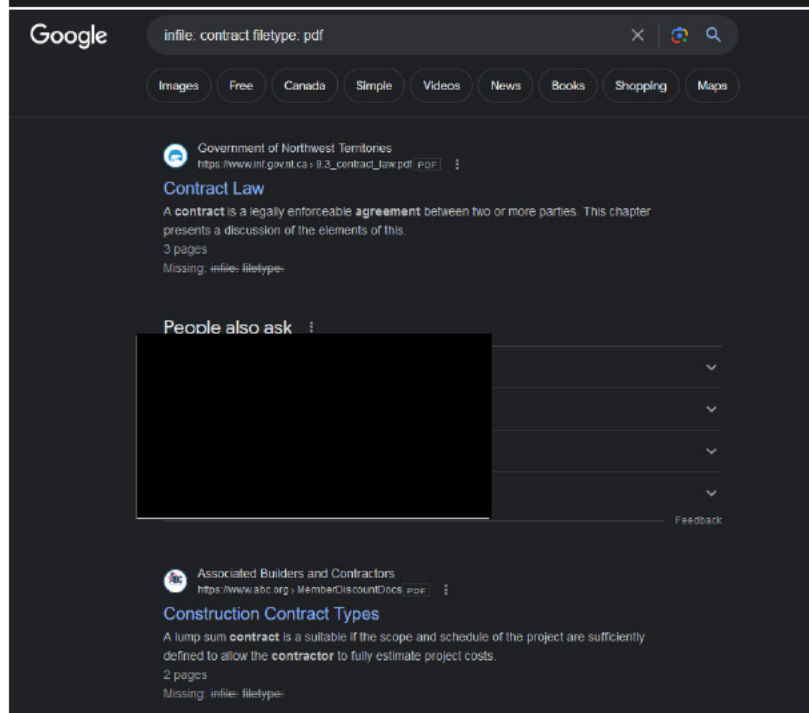 Google
infile: contract filetype: pdf
Images Free Canada Simple Videos News Books Shopping Maps
Government of Northwest Territories
https://www.inf.gov.nt.ca › 9.3_contract_law.pdf PDF
Contract Law
A contract is a legally enforceable agreement between two or more parties. This chapter
presents a discussion of the elements of this.
3 pages
Missing: infile: filetype:
People also ask
Feedback
ABC
Associated Builders and Contractors
https://www.abc.org › MemberDiscountDocs PDF
Construction Contract Types
A lump sum contract is a suitable if the scope and schedule of the project are sufficiently
defined to allow the contractor to fully estimate project costs.
2 pages
Missing: infile: filetype: